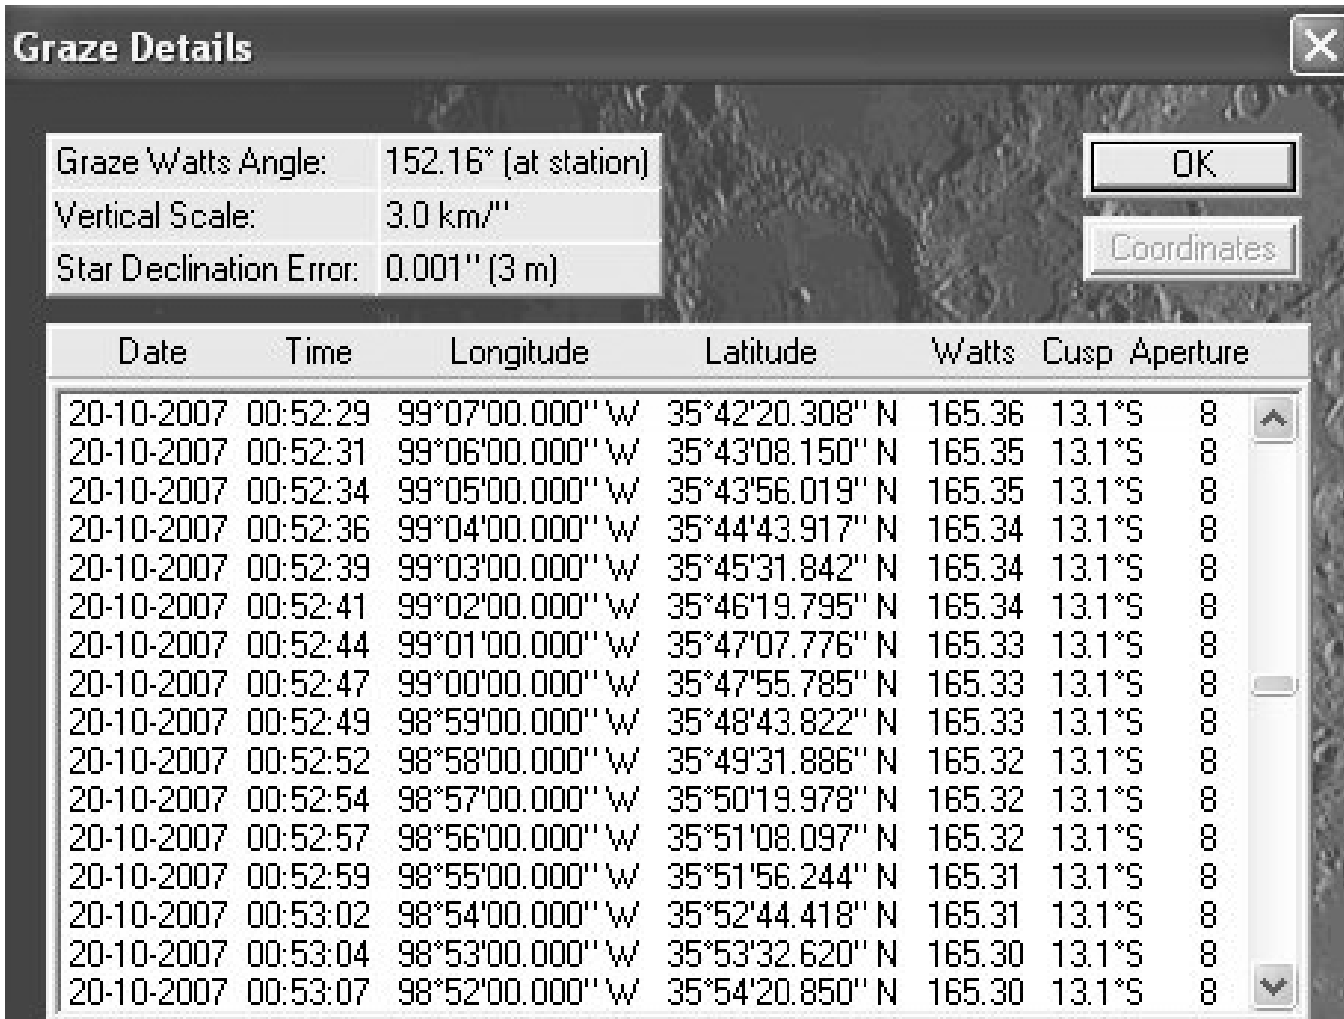 Graze Details
Graze Watts Angle: 152.16° (at station)
OK
Vertical Scale: 3.0 km/"
Coordinates
Star Declination Error: 0.001" (3 m)
Date Time Longitude Latitude Watts Cusp Aperture
20-10-2007 00:52:29 99°07'00.000" W 35°42'20.308" N 165.36 13.1°S 8
20-10-2007 00:52:31 99°06'00.000" W 35°43'08.150" N 165.35 13.1°S 8
20-10-2007 00:52:34 99°05'00.000" W 35°43'56.019" N 165.35 13.1°S 8
20-10-2007 00:52:36 99°04'00.000" W 35°44'43.917" N 165.34 13.1°S 8
20-10-2007 00:52:39 99°03'00.000" W 35°45'31.842" N 165.34 13.1°S 8
20-10-2007 00:52:41 99°02'00.000" W 35°46'19.795" N 165.34 13.1°S 8
20-10-2007 00:52:44 99°01'00.000" W 35°47'07.776" N 165.33 13.1°S 8
20-10-2007 00:52:47 99°00'00.000" W 35°47'55.785" N 165.33 13.1°S 8
20-10-2007 00:52:49 98°59'00.000" W 35°48'43.822" N 165.33 13.1°S 8
20-10-2007 00:52:52 98°58'00.000" W 35°49'31.886" N 165.32 13.1°S 8
20-10-2007 00:52:54 98°57'00.000" W 35°50'19.978" N 165.32 13.1°S 8
20-10-2007 00:52:57 98°56'00.000" W 35°51'08.097" N 165.32 13.1°S 8
20-10-2007 00:52:59 98°55'00.000" W 35°51'56.244" N 165.31 13.1°S 8
20-10-2007 00:53:02 98°54'00.000" W 35°52'44.418" N 165.31 13.1°S 8
20-10-2007 00:53:04 98°53'00.000" W 35°53'32.620" N 165.30 13.1°S 8
20-10-2007 00:53:07 98°52'00.000" W 35°54'20.850" N 165.30 13.1°S 8